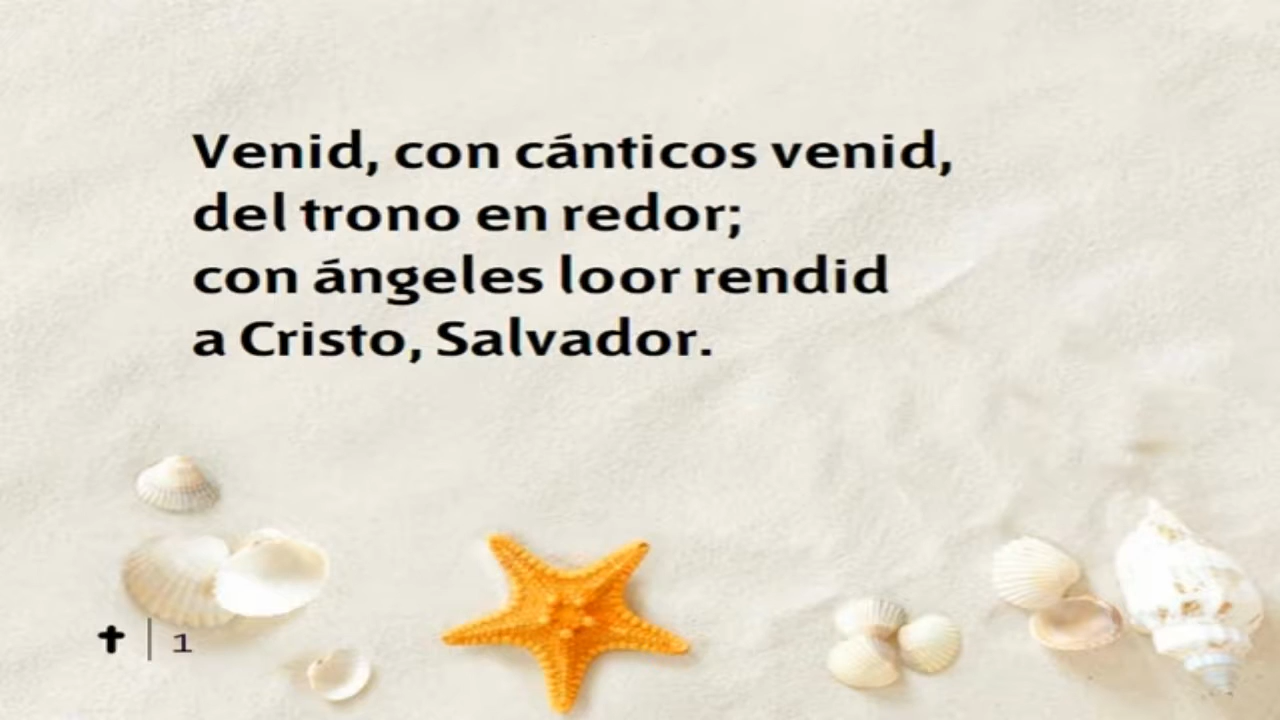 Venid, con cánticos venid,
del trono en redor;
con ángeles loor rendid
a Cristo, Salvador.
1